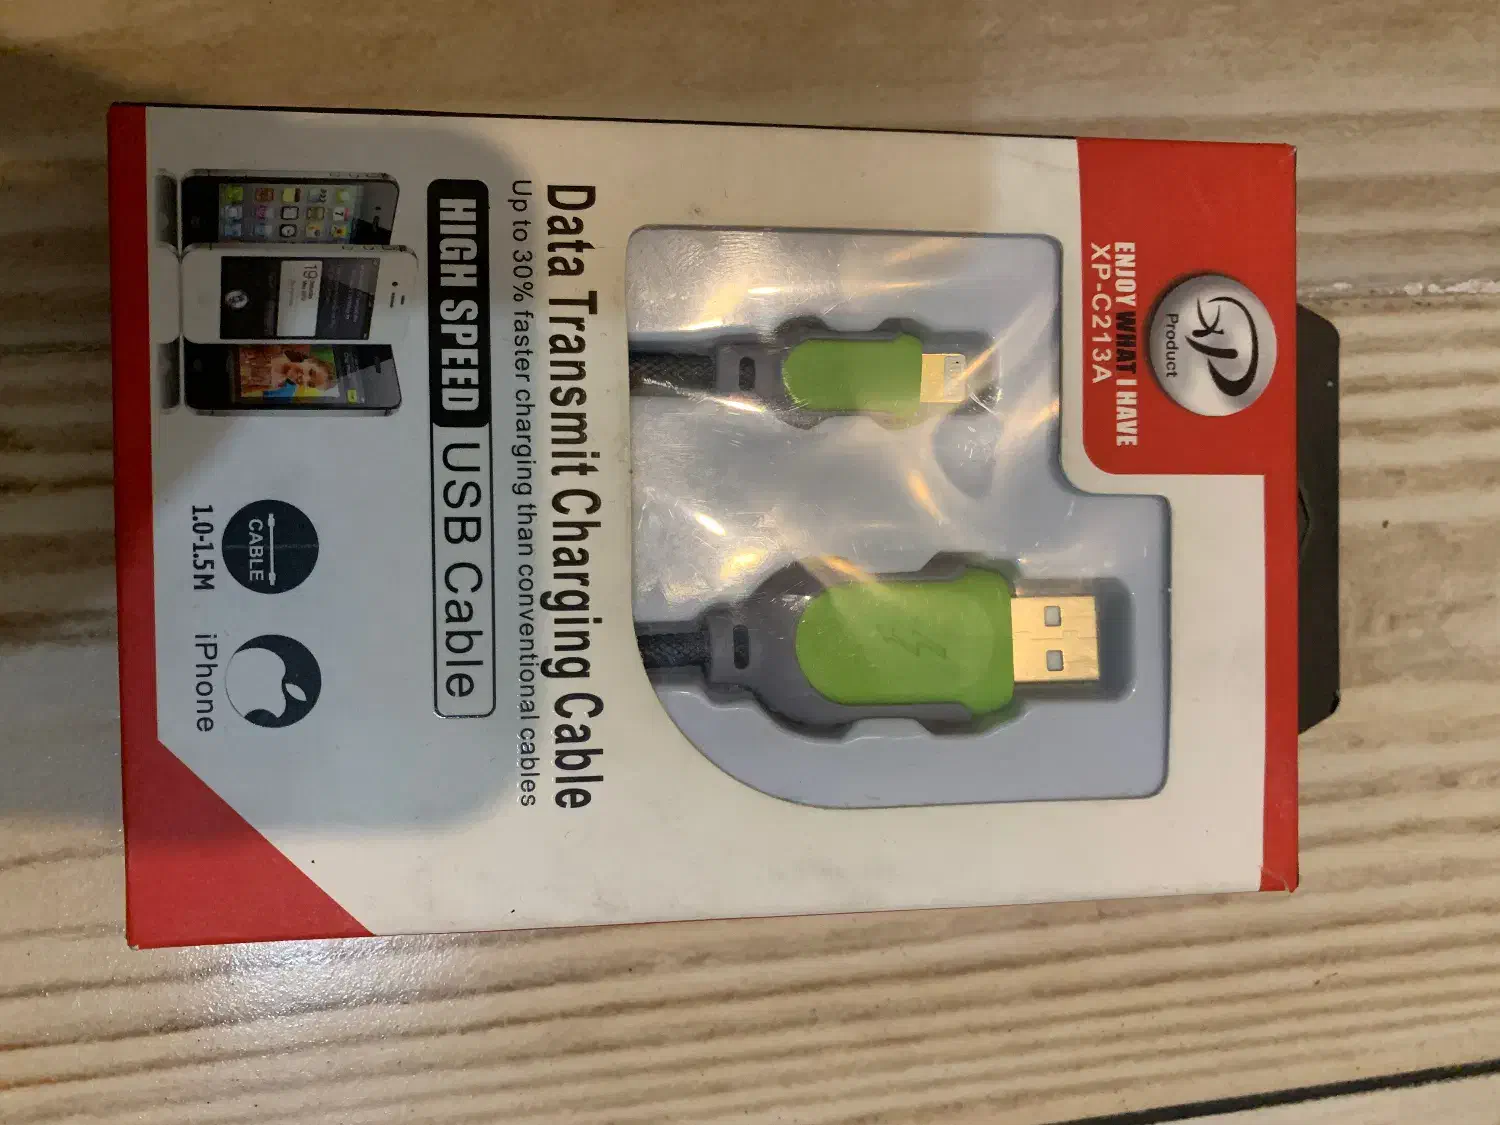 XP
Product
ENJOY WHAT I HAVE
XP-C213A
Data Transmit Charging Cable
Up to 30% faster charging than conventional cables
HIGH SPEED USB Cable
CABLE
1.0-1.5M
iPhone